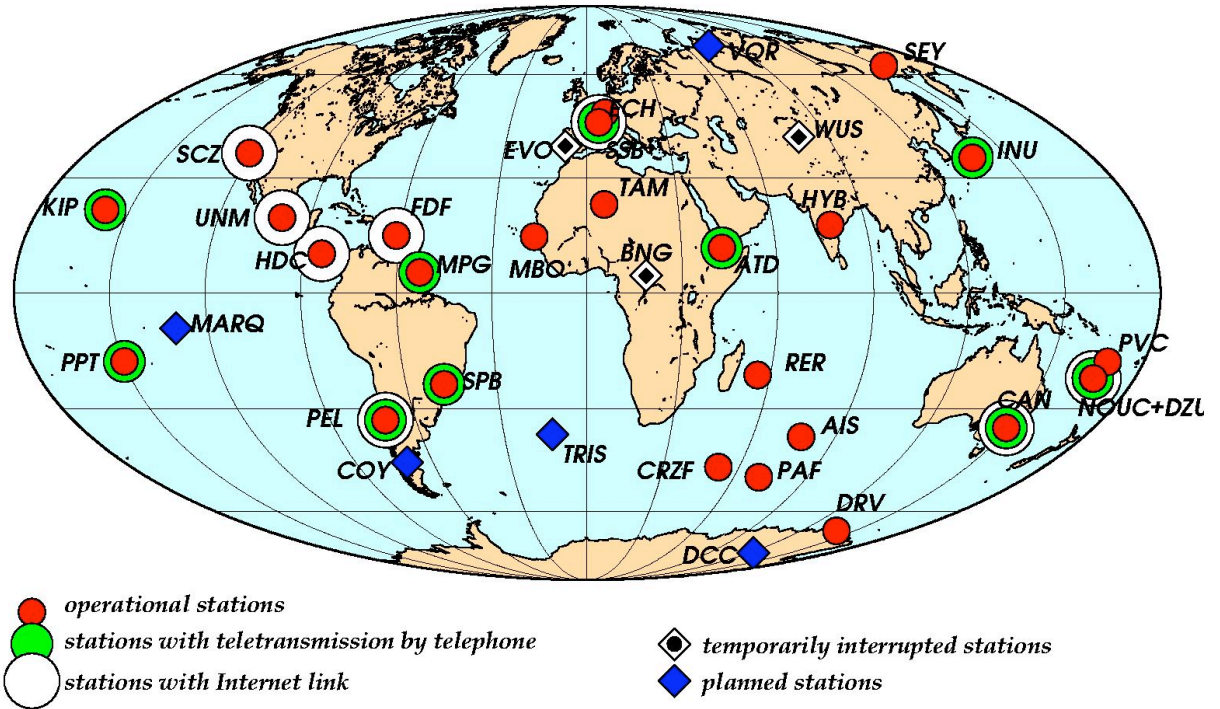 VOR
SEY
ECH
WUS
SCZ
EVO
SSB
INU
TAM
HYB
KIP
UNM
FDF
HDC
MBO
BNG
MPG
ATD
MARQ
PVC
PPT
RER
SPB
PEL
CAN
NOUC+DZU
AIS
TRIS
COY
CRZF
PAF
DRV
DCC
operational stations
stations with teletransmission by telephone
temporarily interrupted stations
stations with Internet link
planned stations